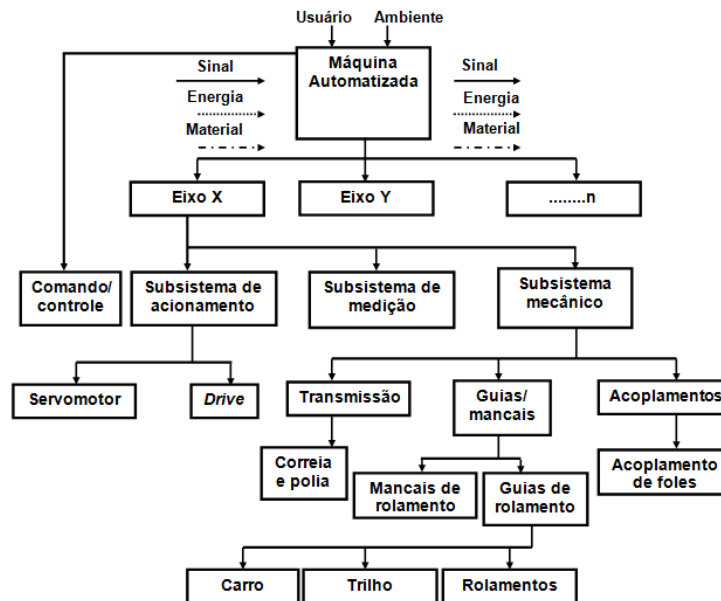 Usuário
Ambiente
Máquina
Automatizada
Sinal
Energia
Material
Sinal
Energia
Material
Eixo X
Eixo Y
........n
Comando/
controle
Subsistema de
acionamento
Subsistema de
medição
Subsistema
mecânico
Servomotor
Drive
Transmissão
Guias/
mancais
Acoplamentos
Correia
e polia
Mancais de
rolamento
Guias de
rolamento
Acoplamento
de foles
Carro
Trilho
Rolamentos